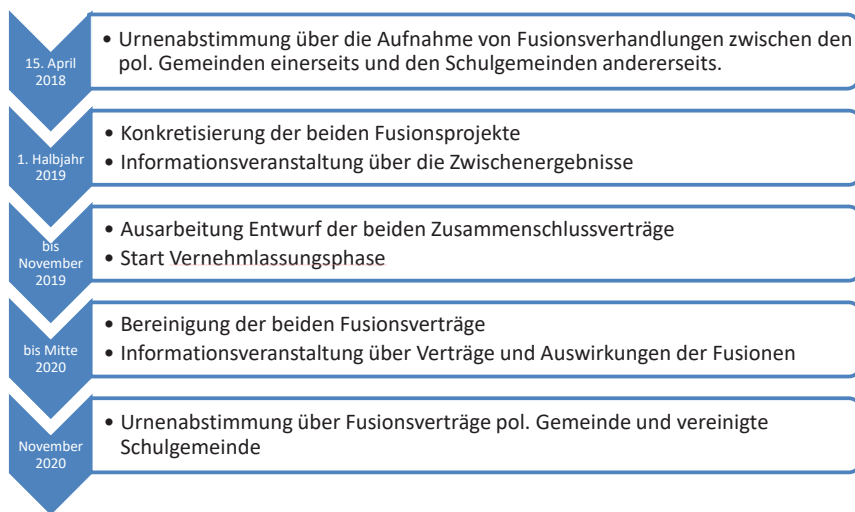 15. April
2018
• Urnenabstimmung über die Aufnahme von Fusionsverhandlungen zwischen den
pol. Gemeinden einerseits und den Schulgemeinden andererseits.
1. Halbjahr
2019
• Konkretisierung der beiden Fusionsprojekte
• Informationsveranstaltung über die Zwischenergebnisse
bis
November
2019
• Ausarbeitung Entwurf der beiden Zusammenschlussverträge
• Start Vernehmlassungsphase
bis Mitte
2020
• Bereinigung der beiden Fusionsverträge
• Informationsveranstaltung über Verträge und Auswirkungen der Fusionen
November
2020
• Urnenabstimmung über Fusionsverträge pol. Gemeinde und vereinigte
Schulgemeinde